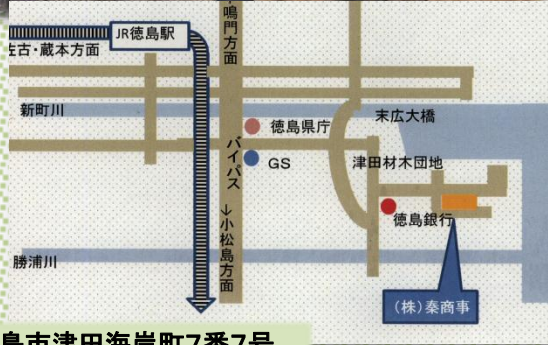 鳴門方面
JR徳島駅
佐古・蔵本方面
新町川
末広大橋
徳島県庁
バイパス
GS
津田材木団地
↓小松島方面
徳島銀行
勝浦川
(株)秦商事
島市津田海岸町7番7号